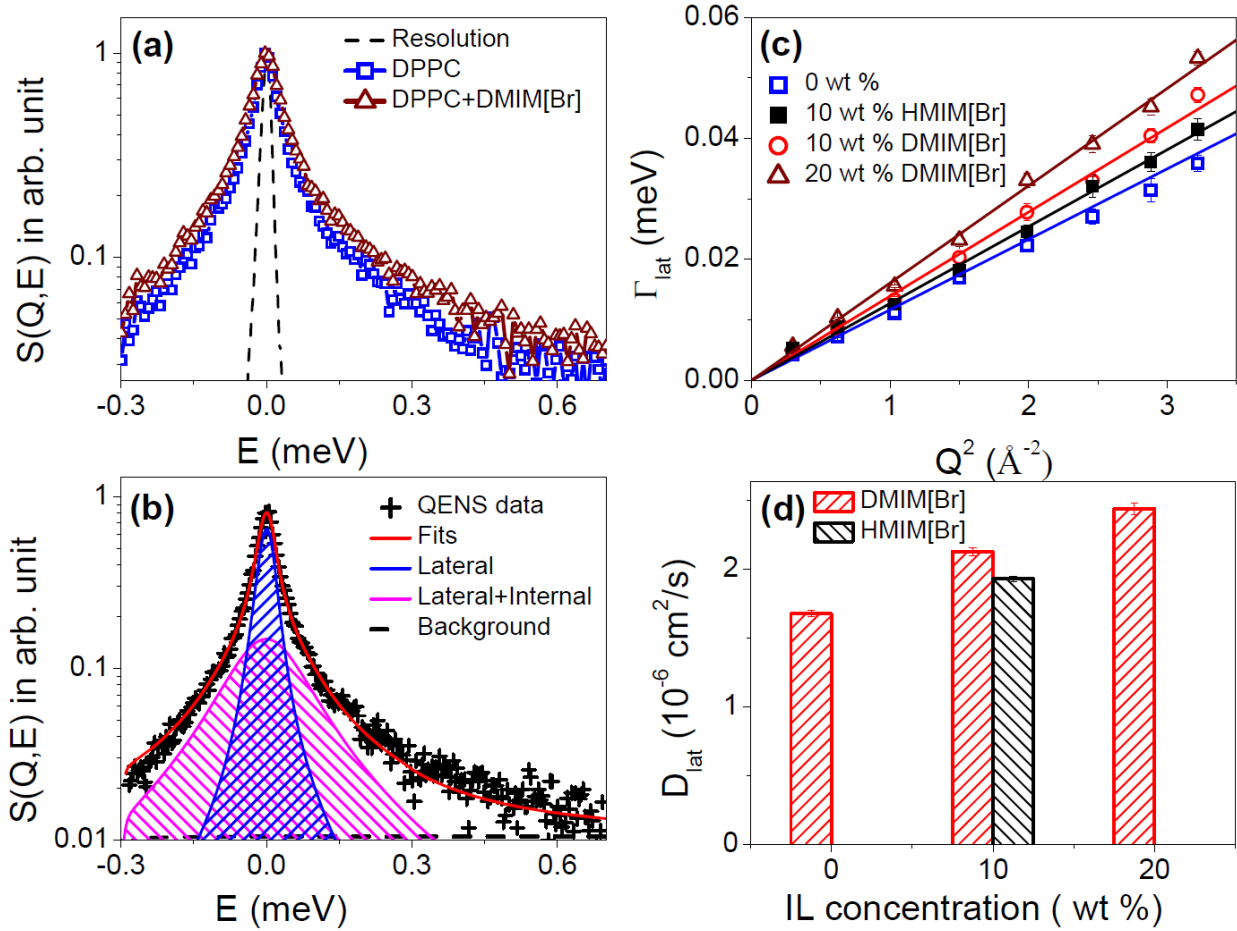 (a)
Resolution
DPPC
DPPC+DMIM[Br]
S(Q,E) in arb. unit
1
0.1
-0.3 0.0 0.3 0.6
E (meV)
(b)
QENS data
Fits
Lateral
Lateral+Internal
Background
S(Q,E) in arb. unit
1
0.1
0.01
-0.3 0.0 0.3 0.6
E (meV)
(c)
0 wt %
10 wt % HMIM[Br]
10 wt % DMIM[Br]
20 wt % DMIM[Br]
Γlat (meV)
0.06
0.04
0.02
0.00
0 1 2 3
Q² (Å⁻²)
(d)
DMIM[Br]
HMIM[Br]
Dlat (10⁻⁶ cm²/s)
2
0
0 10 20
IL concentration ( wt %)